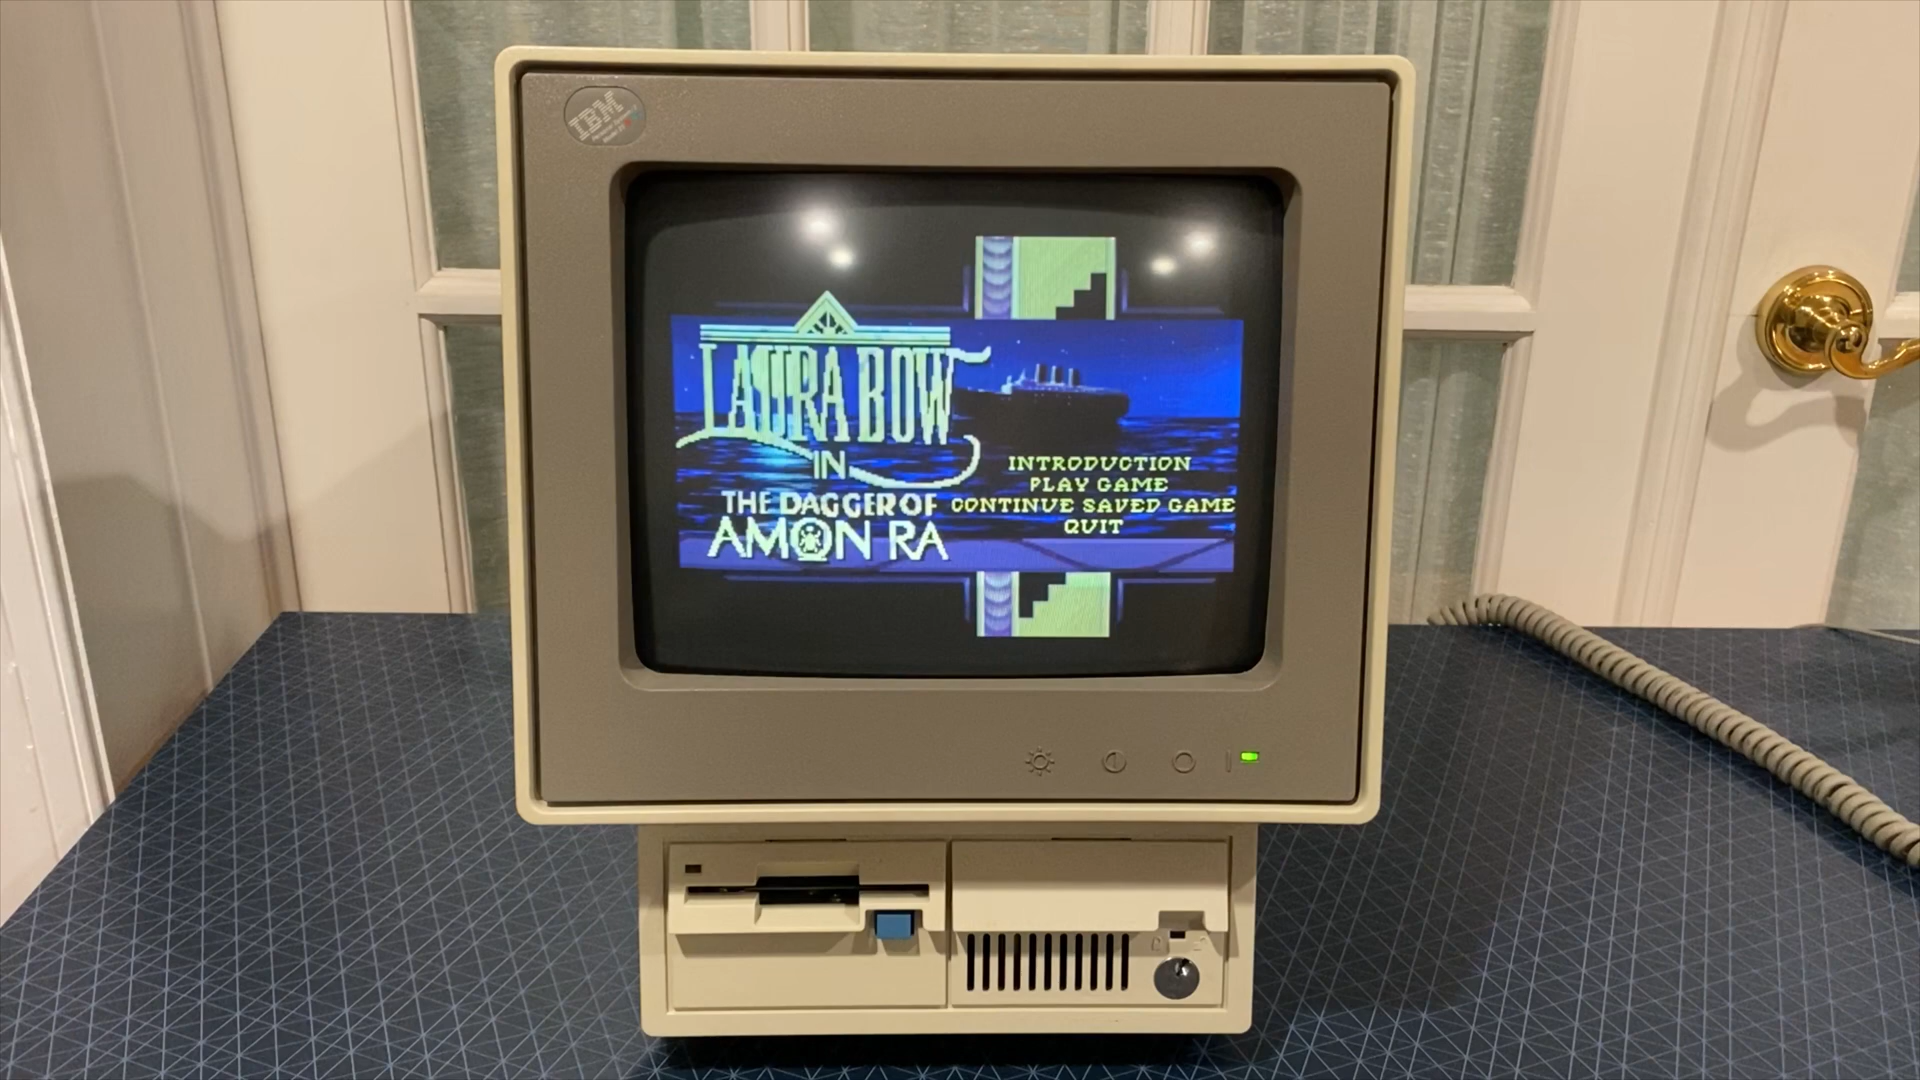 IBM
LAURA BOW
IN
THE DAGGER OF
AMON RA
INTRODUCTION
PLAY GAME
CONTINUE SAVED GAME
QUIT